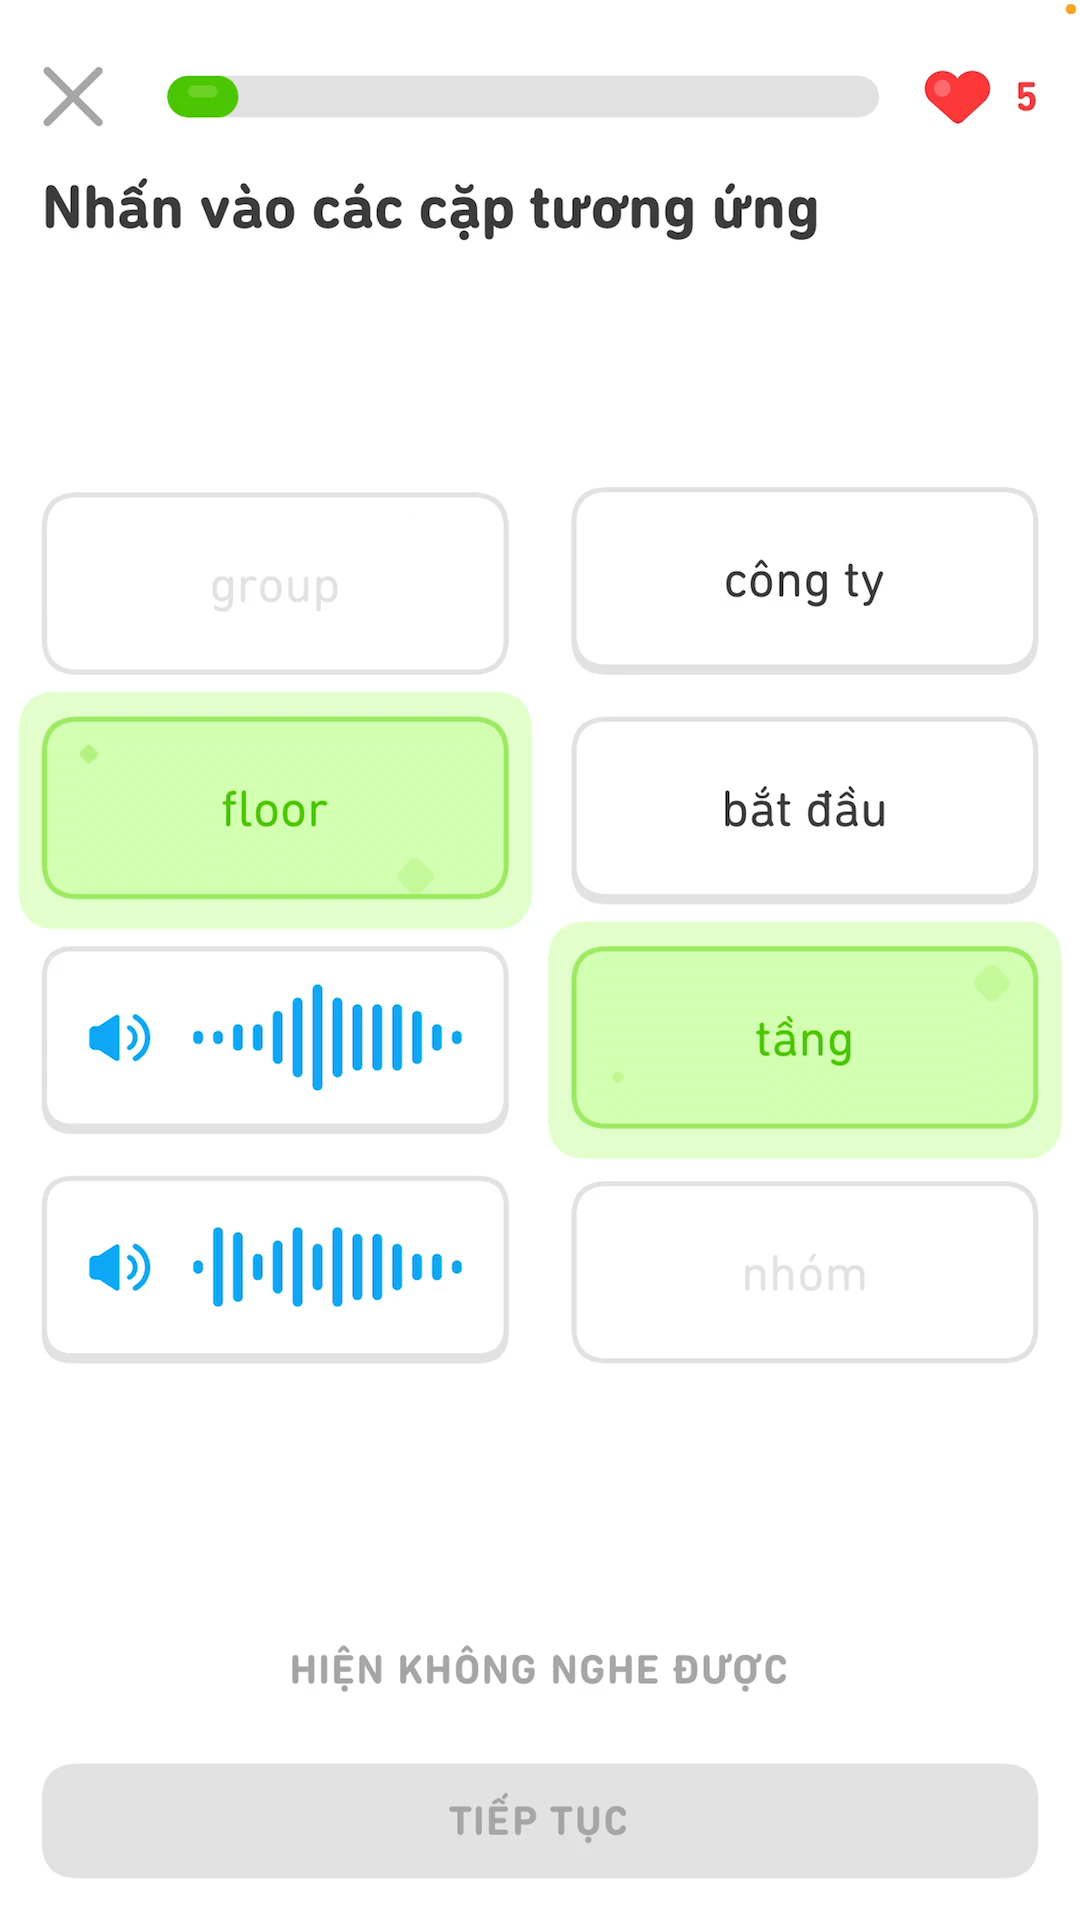 5
Nhấn vào các cặp tương ứng
group
công ty
floor
bắt đầu
tầng
nhóm
HIỆN KHÔNG NGHE ĐƯỢC
TIẾP TỤC